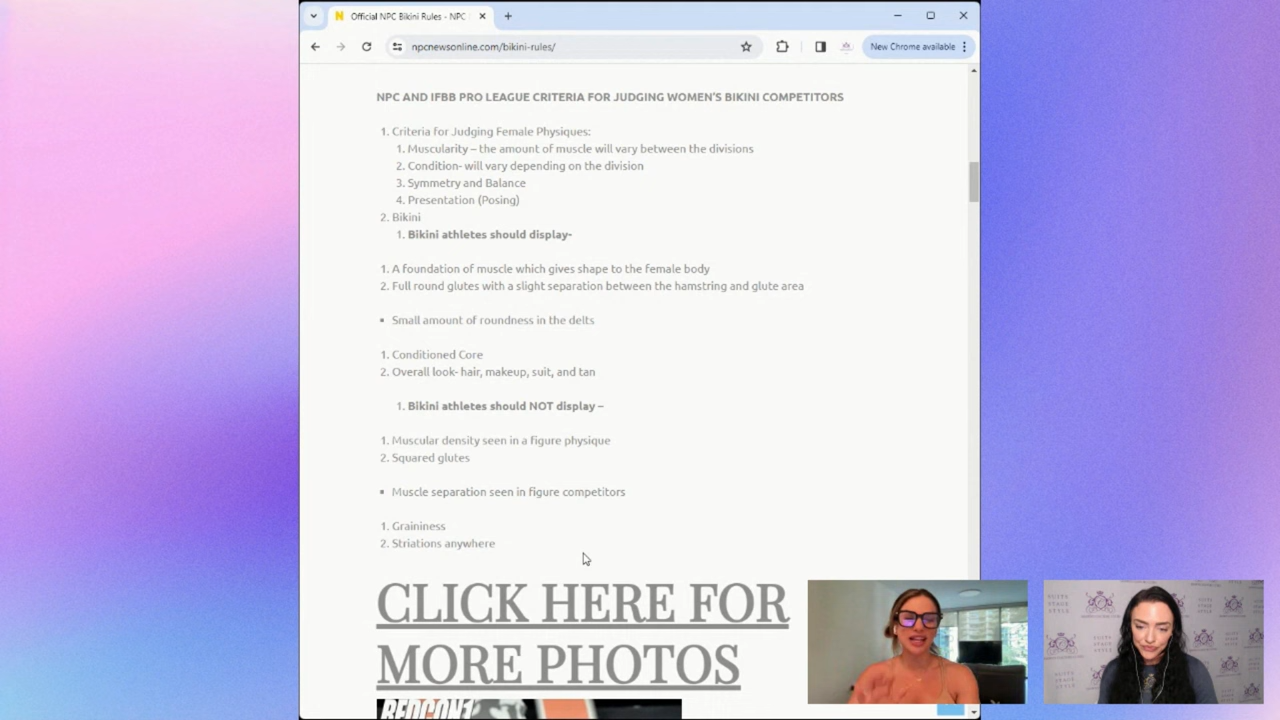 Official NPC Bikini Rules - NPC
npcnewsonline.com/bikini-rules/
New Chrome available
NPC AND IFBB PRO LEAGUE CRITERIA FOR JUDGING WOMEN'S BIKINI COMPETITORS
1. Criteria for Judging Female Physiques:
1. Muscularity – the amount of muscle will vary between the divisions
2. Condition- will vary depending on the division
3. Symmetry and Balance
4. Presentation (Posing)
2. Bikini
1. Bikini athletes should display-
1. A foundation of muscle which gives shape to the female body
2. Full round glutes with a slight separation between the hamstring and glute area
▪ Small amount of roundness in the delts
1. Conditioned Core
2. Overall look- hair, makeup, suit, and tan
1. Bikini athletes should NOT display –
1. Muscular density seen in a figure physique
2. Squared glutes
▪ Muscle separation seen in figure competitors
1. Graininess
2. Striations anywhere
CLICK HERE FOR
MORE PHOTOS
REDCON1
SUITS
STAGE
STYLE